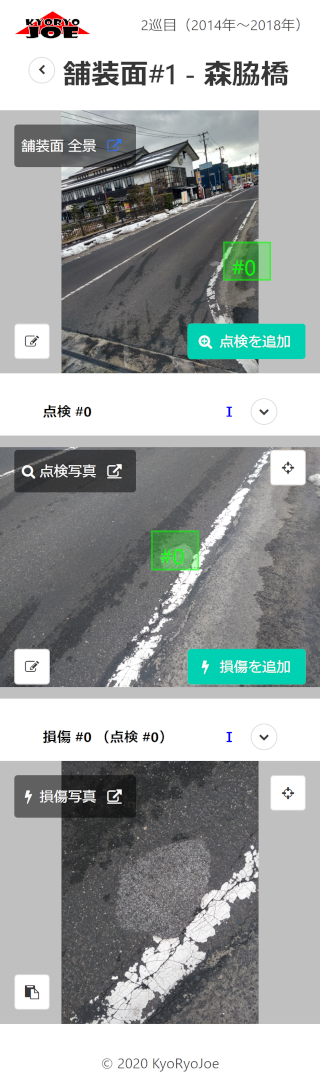 KYORYO
JOE
2巡目（2014年～2018年）
舗装面#1 - 森脇橋
舗装面 全景
#0
点検を追加
点検 #0
I
点検写真
#0
損傷を追加
損傷 #0 （点検 #0）
I
損傷写真
© 2020 KyoRyoJoe